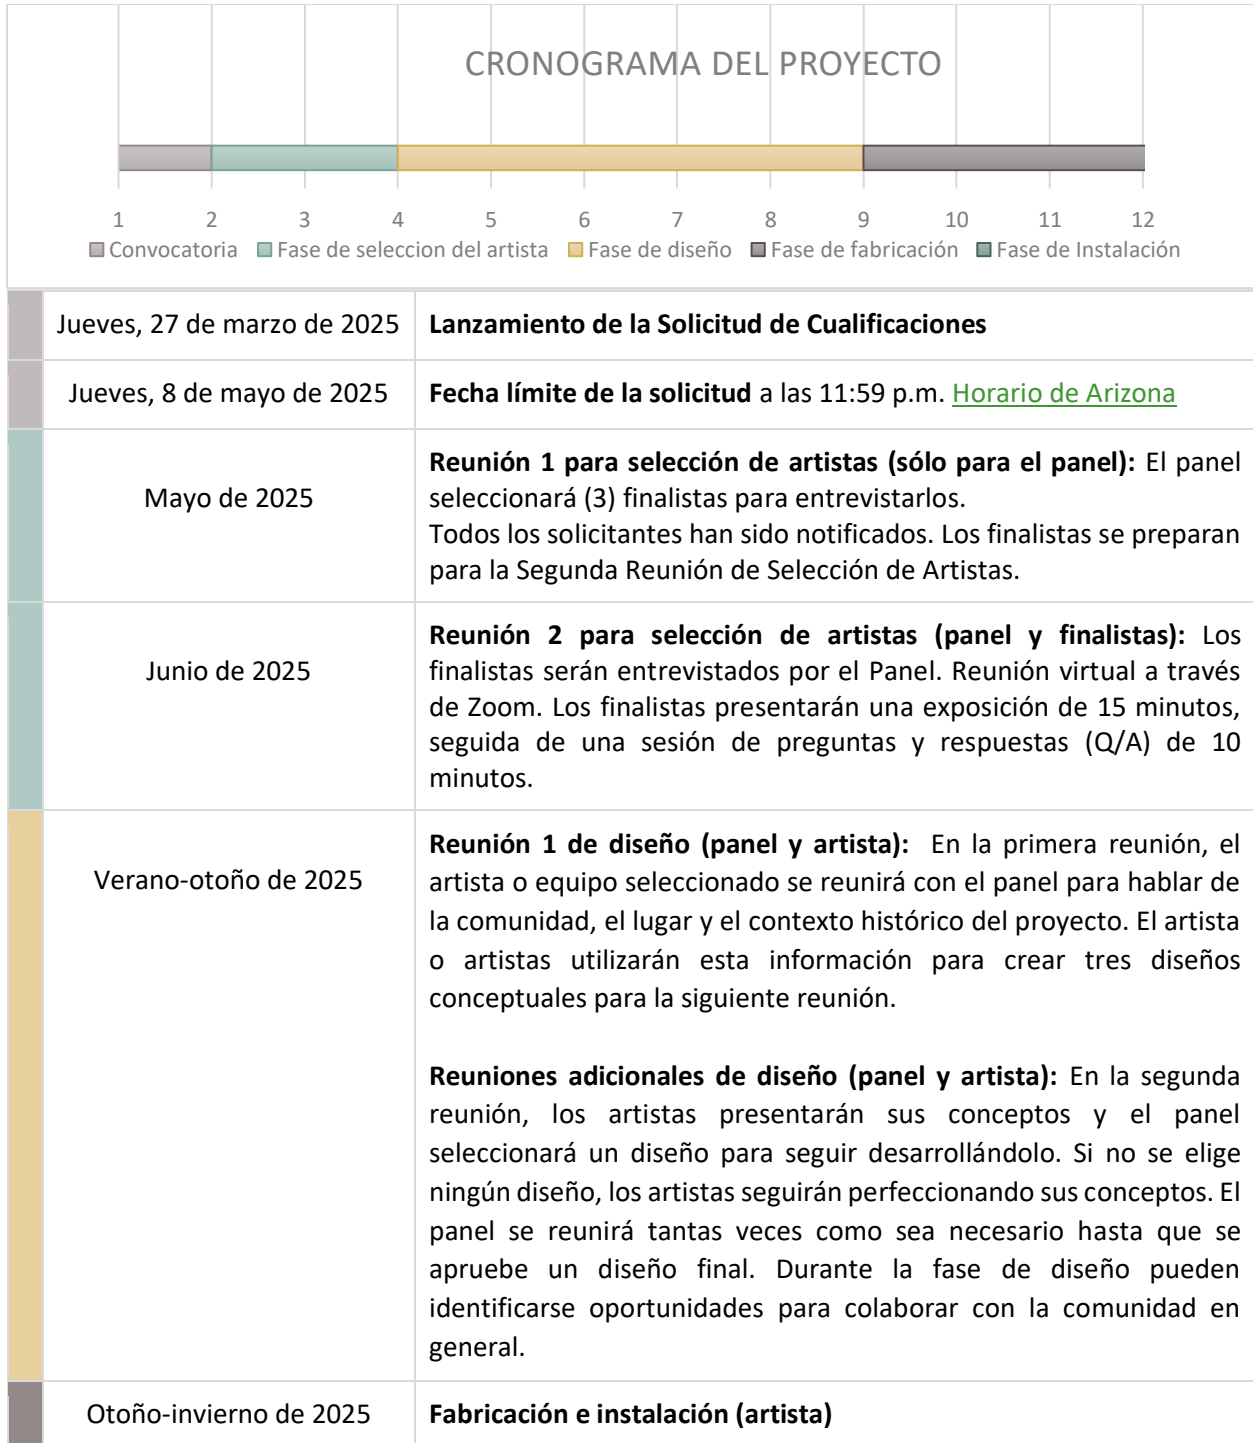 CRONOGRAMA DEL PROYECTO
1 2 3 4 5 6 7 8 9 10 11 12
Convocatoria Fase de seleccion del artista Fase de diseño Fase de fabricación Fase de Instalación
Jueves, 27 de marzo de 2025 Lanzamiento de la Solicitud de Cualificaciones
Jueves, 8 de mayo de 2025 Fecha límite de la solicitud a las 11:59 p.m. Horario de Arizona
Mayo de 2025
Reunión 1 para selección de artistas (sólo para el panel): El panel
seleccionará (3) finalistas para entrevistarlos.
Todos los solicitantes han sido notificados. Los finalistas se preparan
para la Segunda Reunión de Selección de Artistas.
Junio de 2025
Reunión 2 para selección de artistas (panel y finalistas): Los
finalistas serán entrevistados por el Panel. Reunión virtual a través
de Zoom. Los finalistas presentarán una exposición de 15 minutos,
seguida de una sesión de preguntas y respuestas (Q/A) de 10
minutos.
Verano-otoño de 2025
Reunión 1 de diseño (panel y artista): En la primera reunión, el
artista o equipo seleccionado se reunirá con el panel para hablar de
la comunidad, el lugar y el contexto histórico del proyecto. El artista
o artistas utilizarán esta información para crear tres diseños
conceptuales para la siguiente reunión.
Reuniones adicionales de diseño (panel y artista): En la segunda
reunión, los artistas presentarán sus conceptos y el panel
seleccionará un diseño para seguir desarrollándolo. Si no se elige
ningún diseño, los artistas seguirán perfeccionando sus conceptos. El
panel se reunirá tantas veces como sea necesario hasta que se
apruebe un diseño final. Durante la fase de diseño pueden
identificarse oportunidades para colaborar con la comunidad en
general.
Otoño-invierno de 2025 Fabricación e instalación (artista)